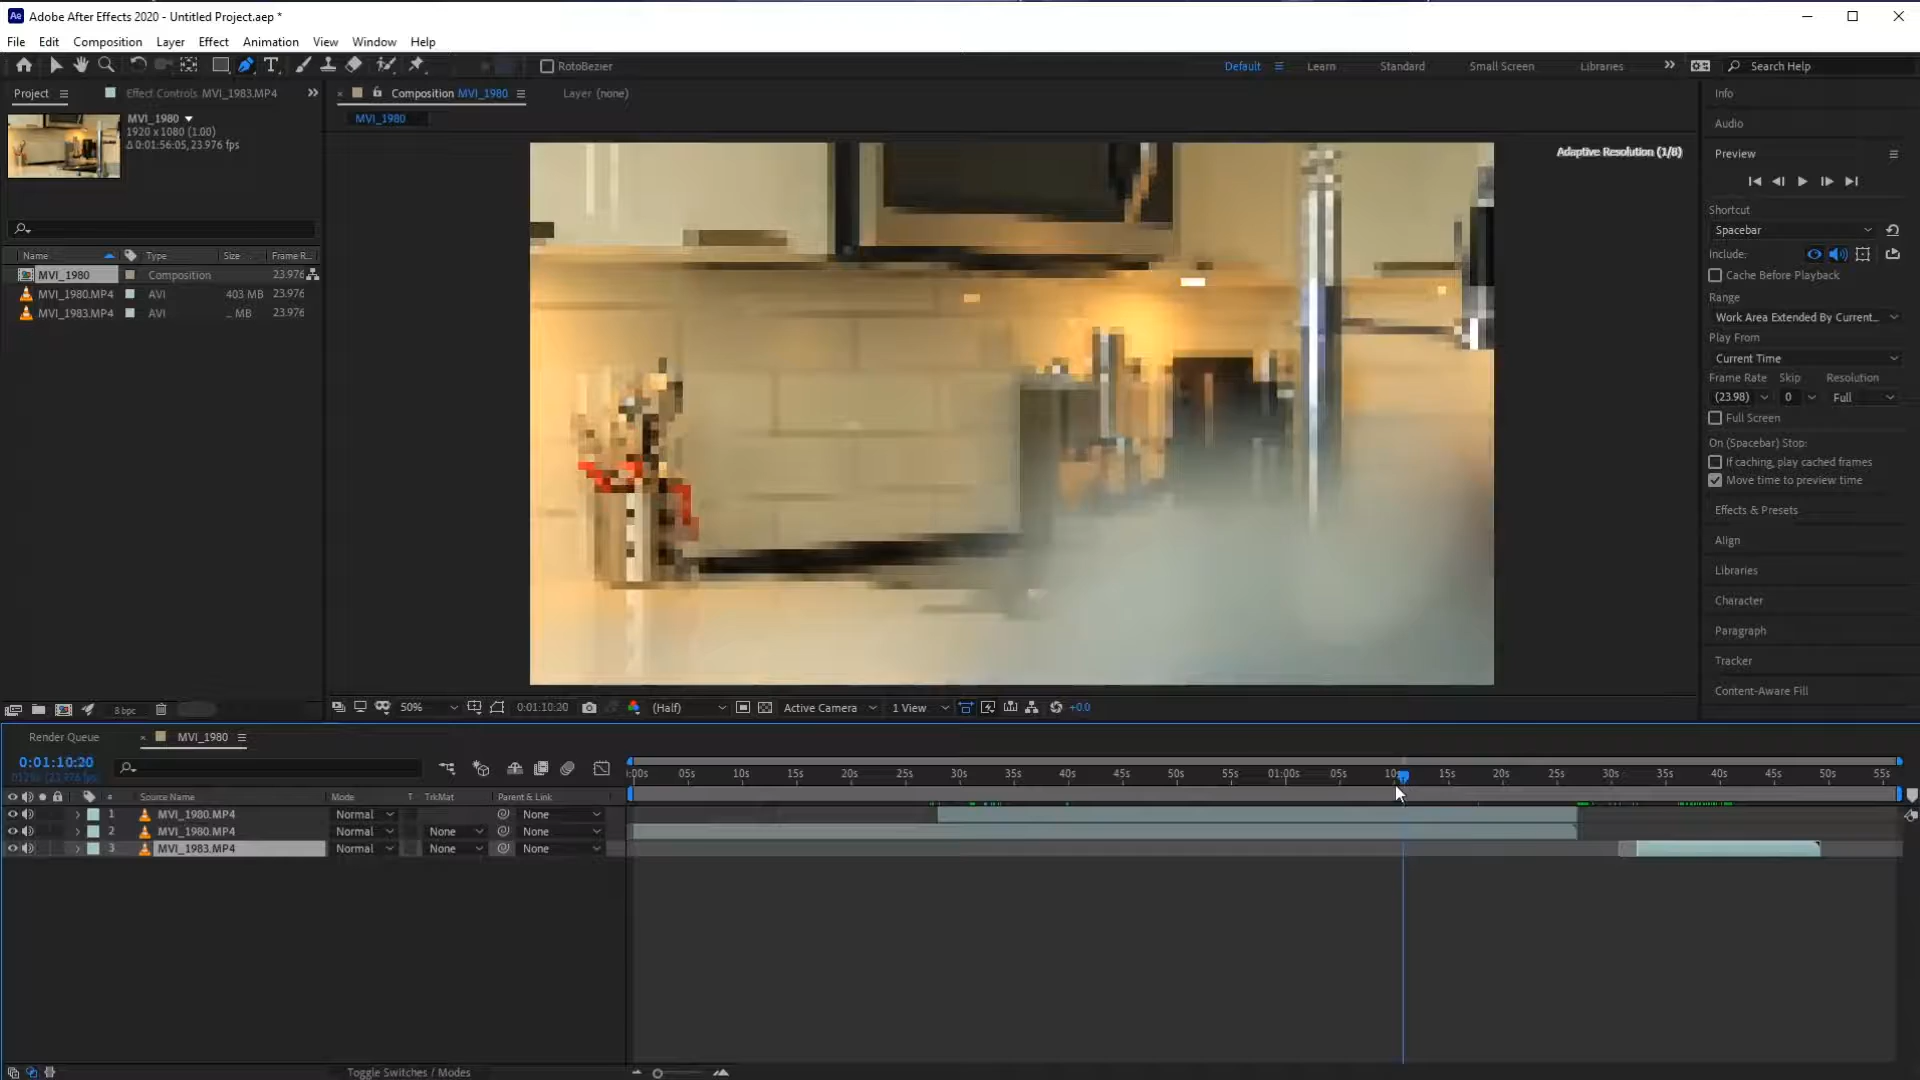 Ae Adobe After Effects 2020 - Untitled Project.aep *
File Edit Composition Layer Effect Animation View Window Help
T RotoBezier Default Learn Standard Small Screen Libraries Search Help
Project Effect Controls MVI_1983.MP4 Composition MVI_1980 Layer (none)
MVI_1980
MVI_1980
1920 x 1080 (1.00)
Δ 0:01:56:05, 23.976 fps
Adaptive Resolution (1/8)
Name Type Size Frame R...
MVI_1980 Composition 23.976
MVI_1980.MP4 AVI 403 MB 23.976
MVI_1983.MP4 AVI ... MB 23.976
Info
Audio
Preview
Shortcut
Spacebar
Include:
Cache Before Playback
Range
Work Area Extended By Current...
Play From
Current Time
Frame Rate Skip Resolution
(23.98) 0 Full
Full Screen
On (Spacebar) Stop:
If caching, play cached frames
Move time to preview time
Effects & Presets
Align
Libraries
Character
Paragraph
Tracker
Content-Aware Fill
8 bpc
50% 0:01:10:20 (Half) Active Camera 1 View +0.0
Render Queue MVI_1980
0:01:10:20
:00s 05s 10s 15s 20s 25s 30s 35s 40s 45s 50s 55s 01:00s 05s 10s 15s 20s 25s 30s 35s 40s 45s 50s 55s
# Source Name Mode T TrkMat Parent & Link
1 MVI_1980.MP4 Normal None
2 MVI_1980.MP4 Normal None None
3 MVI_1983.MP4 Normal None None
Toggle Switches / Modes